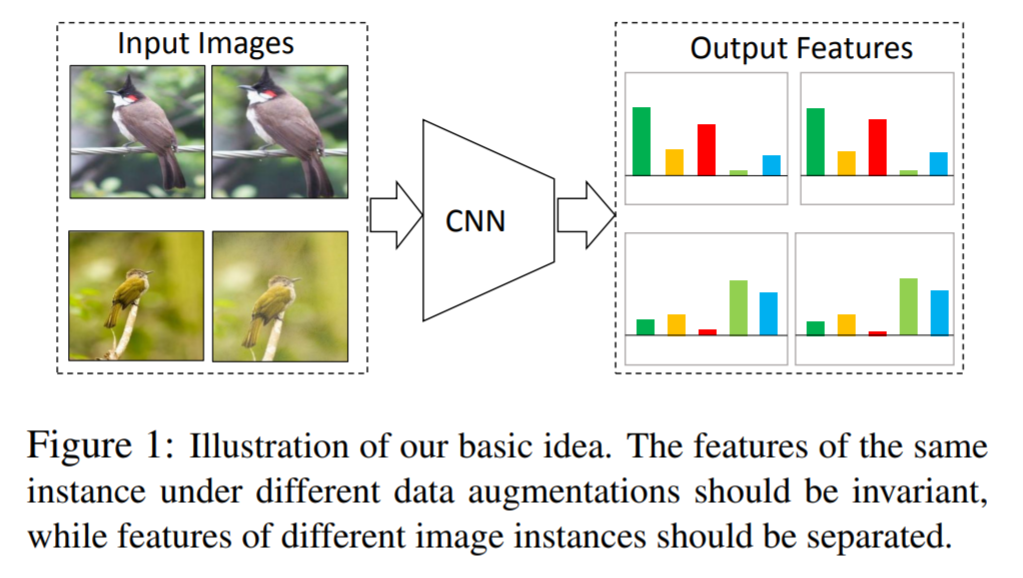 Input Images
Output Features
CNN
Figure 1: Illustration of our basic idea. The features of the same
instance under different data augmentations should be invariant,
while features of different image instances should be separated.